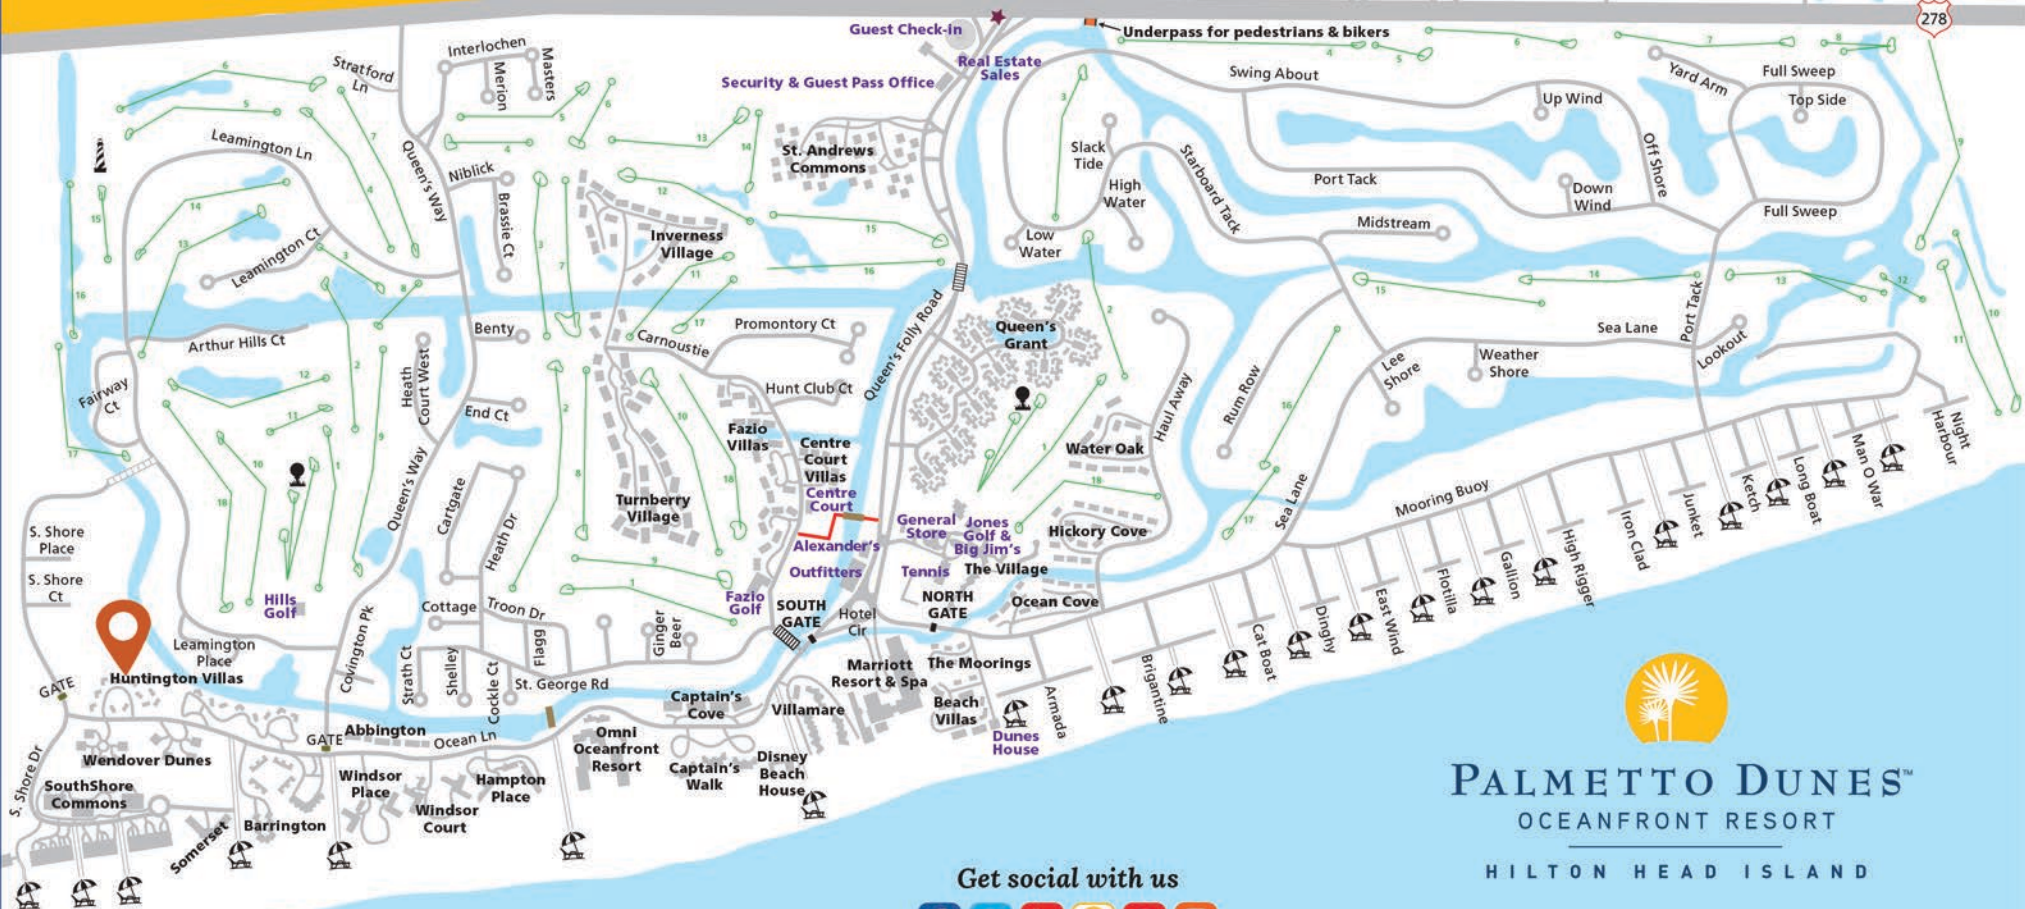 278
Guest Check-in
Underpass for pedestrians & bikers
Real Estate
Sales
Security & Guest Pass Office
Interlochen
Merion
Masters
Stratford
Ln
Leamington Ln
Queen's Way
Niblick
Brassie Ct
Leamington Ct
St. Andrews
Commons
Inverness
Village
Slack
Tide
High
Water
Low
Water
Swing About
Starboard Tack
Port Tack
Up Wind
Down
Wind
Off Shore
Yard Arm
Full Sweep
Top Side
Full Sweep
Midstream
Arthur Hills Ct
Fairway
Ct
Heath
Court West
Benty
End Ct
Queen's Way
Carnoustie
Promontory Ct
Hunt Club Ct
Queen's Folly Road
Queen's
Grant
Haul Away
Rum Row
Lee
Shore
Weather
Shore
Sea Lane
Port Tack
Lookout
Night
Harbour
Water Oak
Fazio
Villas
Centre
Court
Villas
Centre
Court
Turnberry
Village
Alexander's
Outfitters
General
Store
Jones
Golf &
Big Jim's
Tennis
The Village
Hickory Cove
Ocean Cove
Sea Lane
Mooring Buoy
Cartgate
Heath Dr
S. Shore
Place
S. Shore
Ct
Hills
Golf
Fazio
Golf
SOUTH
GATE
Hotel
Cir
NORTH
GATE
Cottage
Troon Dr
Flagg
Ginger
Beer
Covington Pk
Strath Ct
Shelley
Cockle Ct
St. George Rd
Leamington
Place
Huntington Villas
GATE
GATE
Abbington
Ocean Ln
Captain's
Cove
Villamare
Marriott
Resort & Spa
The Moorings
Beach
Villas
Dunes
House
Armada
Brigantine
Cat Boat
Dinghy
East Wind
Flotilla
Gallion
High Rigger
Iron Clad
Junket
Ketch
Long Boat
Man O War
S. Shore Dr
Wendover Dunes
SouthShore
Commons
Somerset
Barrington
Windsor
Place
Windsor
Court
Hampton
Place
Omni
Oceanfront
Resort
Captain's
Walk
Disney
Beach
House
PALMETTO DUNES™
OCEANFRONT RESORT
HILTON HEAD ISLAND
Get social with us